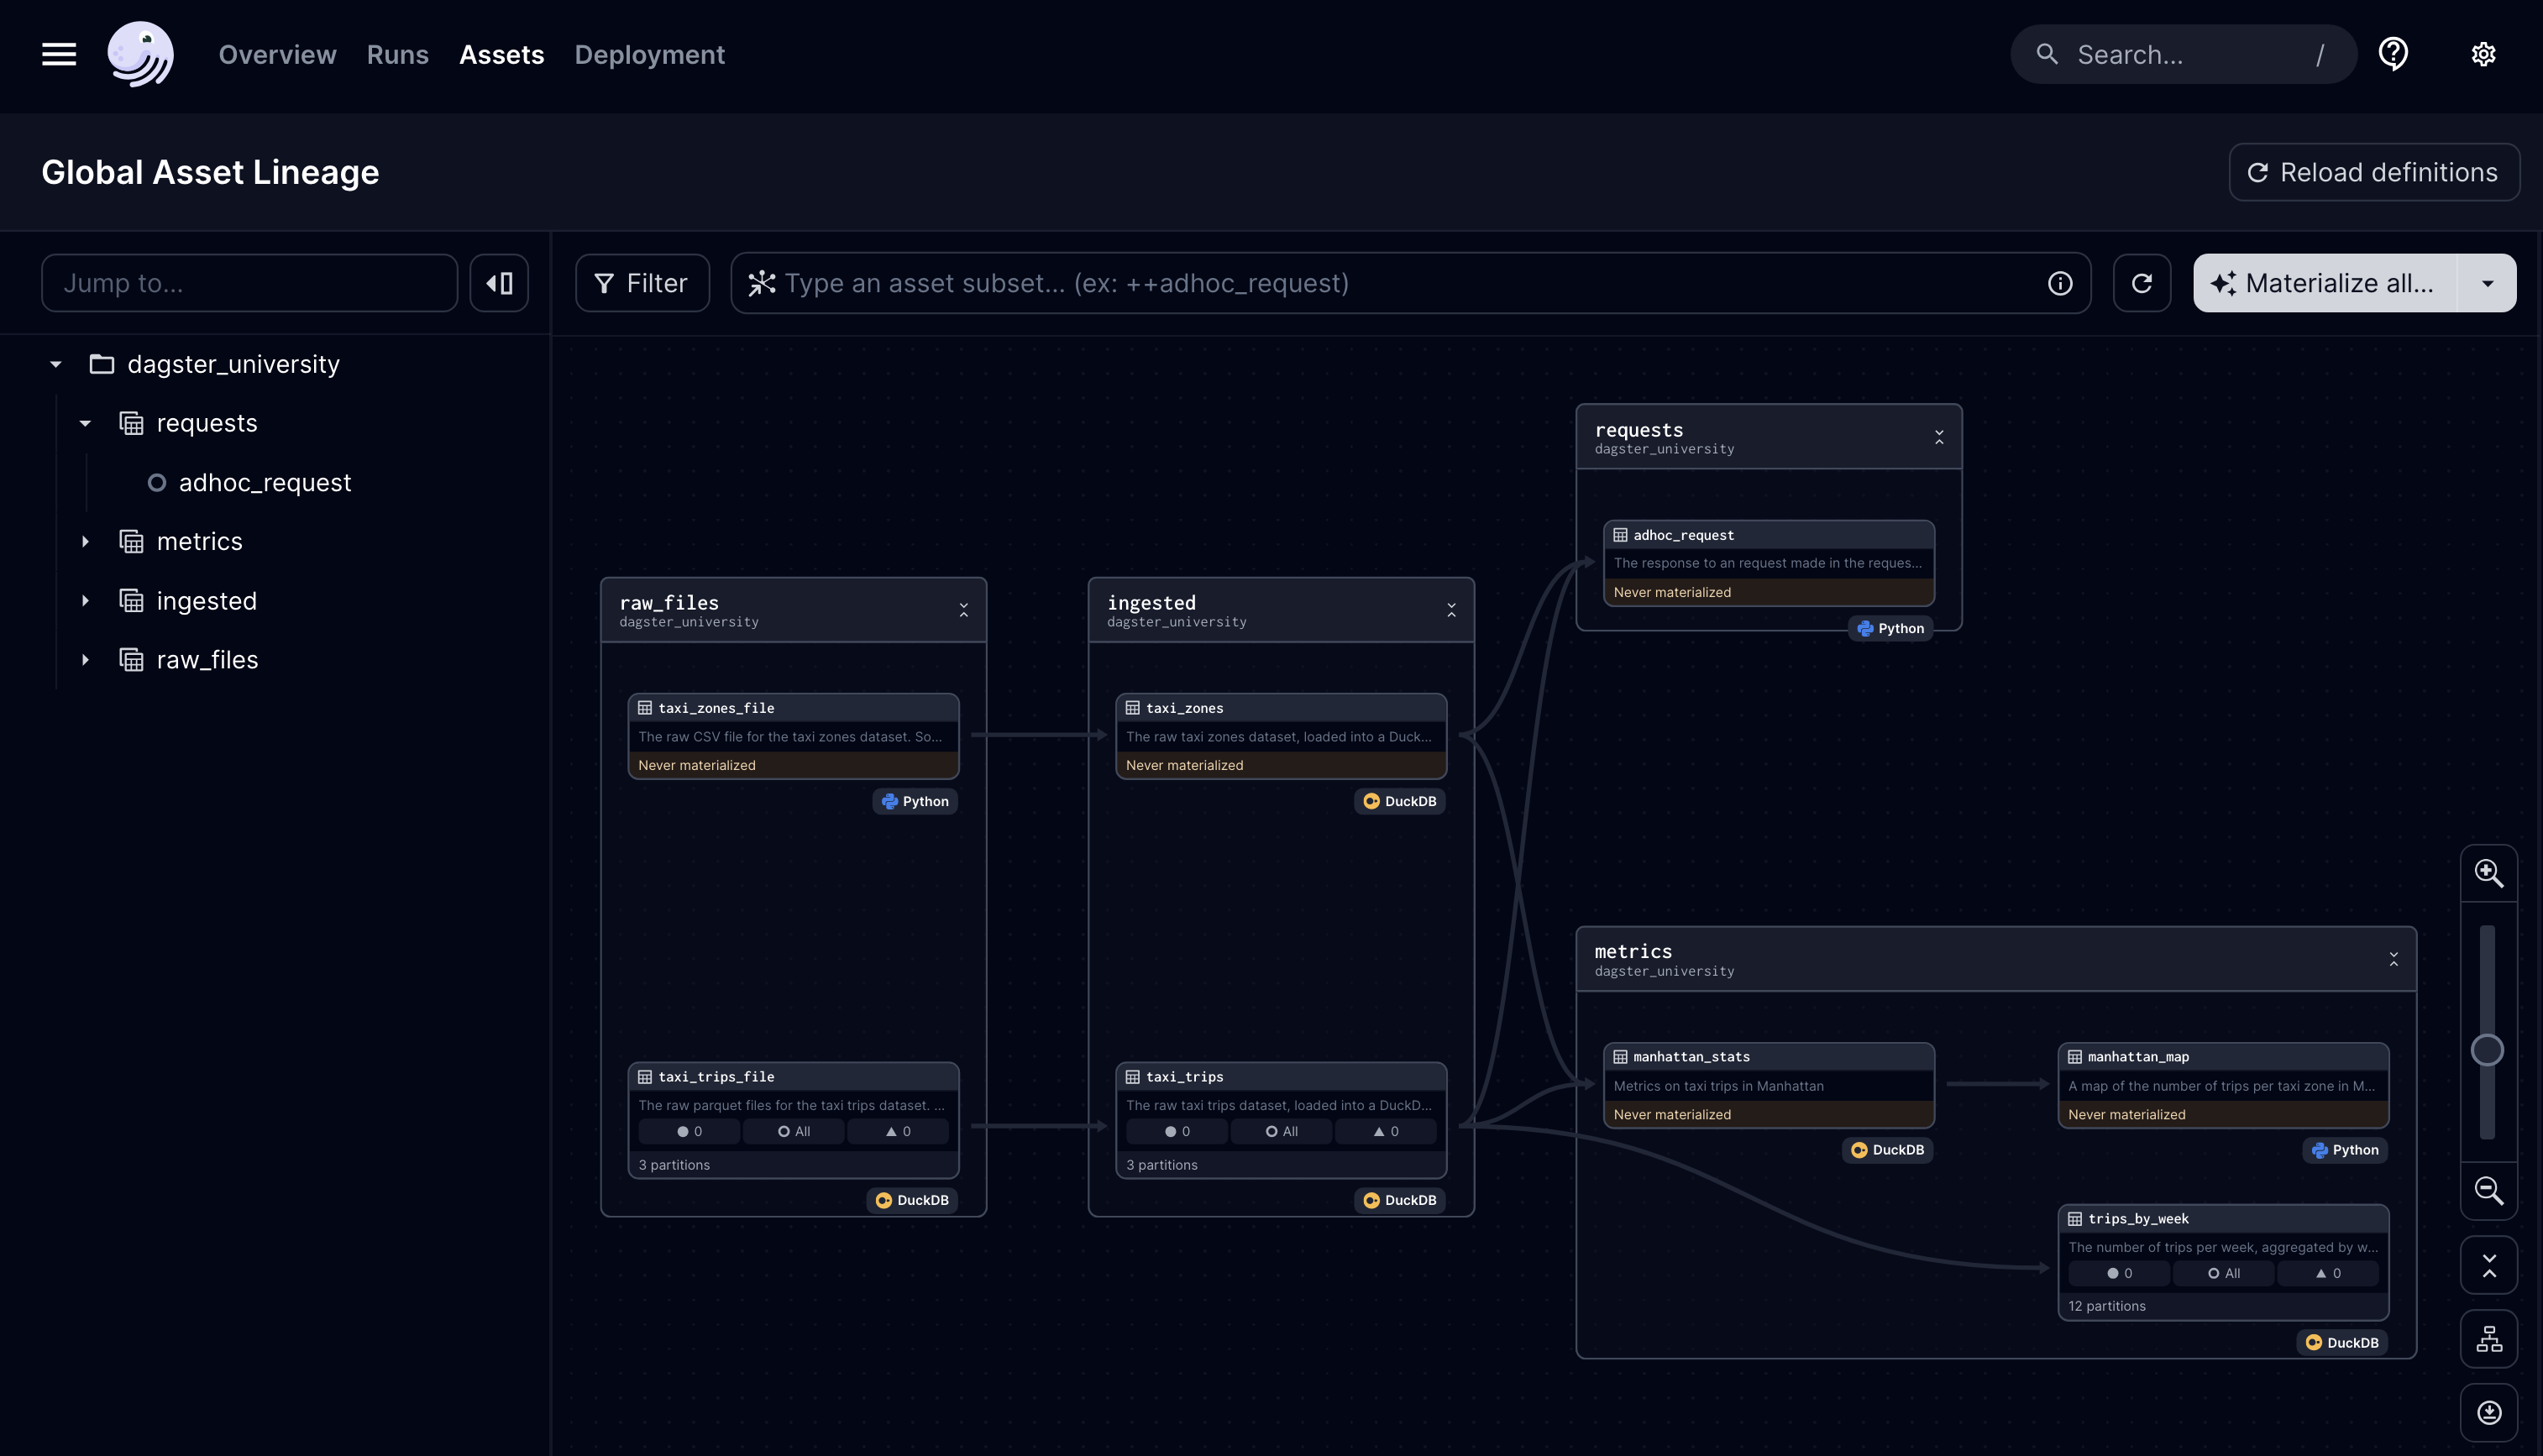 Overview Runs Assets Deployment
Search... /
Global Asset Lineage
Reload definitions
Jump to...
Filter
Type an asset subset... (ex: ++adhoc_request)
Materialize all...
dagster_university
requests
adhoc_request
metrics
ingested
raw_files
raw_files
dagster_university
taxi_zones_file
The raw CSV file for the taxi zones dataset. So...
Never materialized
Python
taxi_trips_file
The raw parquet files for the taxi trips dataset. ...
0 All 0
3 partitions
DuckDB
ingested
dagster_university
taxi_zones
The raw taxi zones dataset, loaded into a Duck...
Never materialized
DuckDB
taxi_trips
The raw taxi trips dataset, loaded into a DuckD...
0 All 0
3 partitions
DuckDB
requests
dagster_university
adhoc_request
The response to an request made in the reques...
Never materialized
Python
metrics
dagster_university
manhattan_stats
Metrics on taxi trips in Manhattan
Never materialized
DuckDB
manhattan_map
A map of the number of trips per taxi zone in M...
Never materialized
Python
trips_by_week
The number of trips per week, aggregated by w...
0 All 0
12 partitions
DuckDB